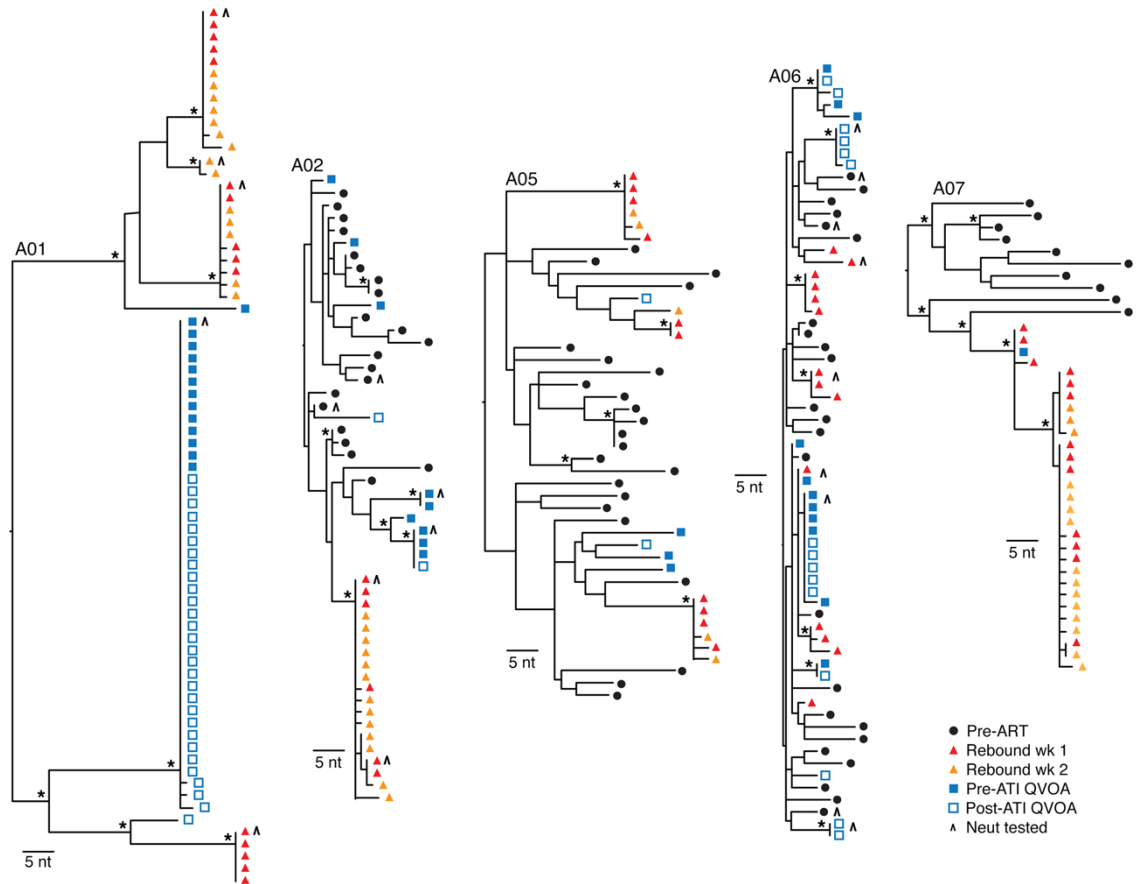 A01
A02
A05
A06
A07
5 nt
5 nt
5 nt
5 nt
5 nt
Pre-ART
Rebound wk 1
Rebound wk 2
Pre-ATI QVOA
Post-ATI QVOA
Neut tested